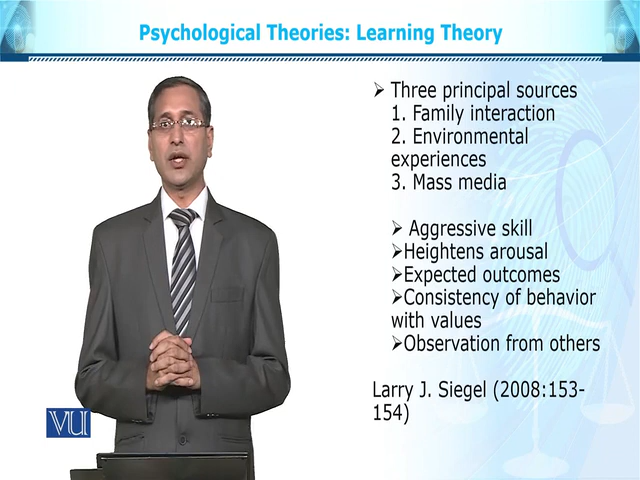 Psychological Theories: Learning Theory
➢ Three principal sources
1. Family interaction
2. Environmental
experiences
3. Mass media
➢ Aggressive skill
➢Heightens arousal
➢Expected outcomes
➢Consistency of behavior
with values
➢Observation from others
Larry J. Siegel (2008:153-
154)
VU